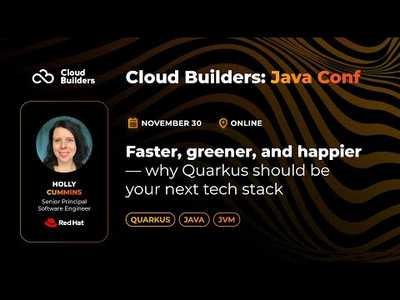 Cloud
Builders
Cloud Builders: Java Conf
NOVEMBER 30
ONLINE
Faster, greener, and happier
— why Quarkus should be
your next tech stack
QUARKUS
JAVA
JVM
HOLLY
CUMMINS
Senior Principal
Software Engineer
Red Hat